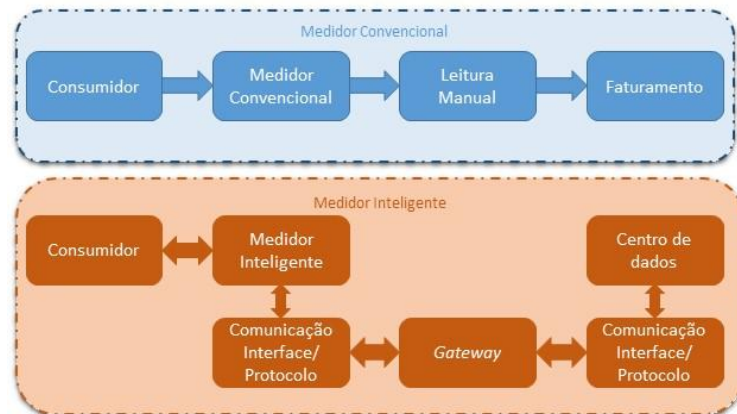 Medidor Convencional
Consumidor
Medidor
Convencional
Leitura
Manual
Faturamento
Medidor Inteligente
Consumidor
Medidor
Inteligente
Centro de
dados
Comunicação
Interface/
Protocolo
Gateway
Comunicação
Interface/
Protocolo